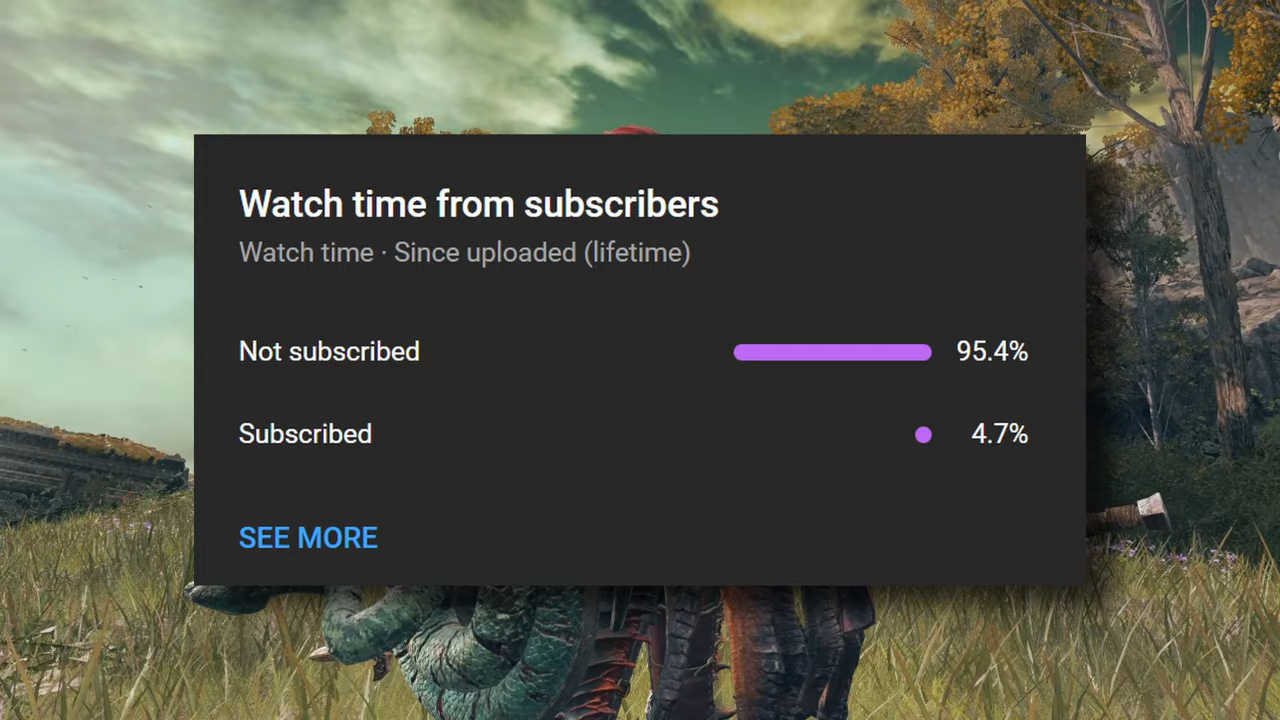 Watch time from subscribers
Watch time · Since uploaded (lifetime)
Not subscribed 95.4%
Subscribed 4.7%
SEE MORE